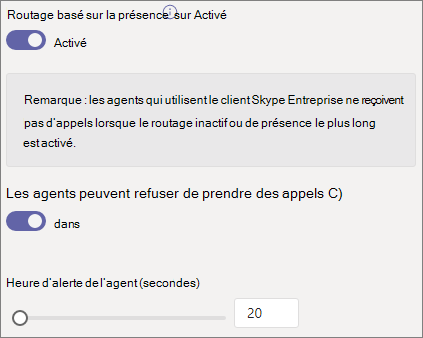 Routage basé sur la présence sur Activé
Activé
Remarque : les agents qui utilisent le client Skype Entreprise ne reçoivent
pas d'appels lorsque le routage inactif ou de présence le plus long
est activé.
Les agents peuvent refuser de prendre des appels C)
dans
Heure d'alerte de l'agent (secondes)
20